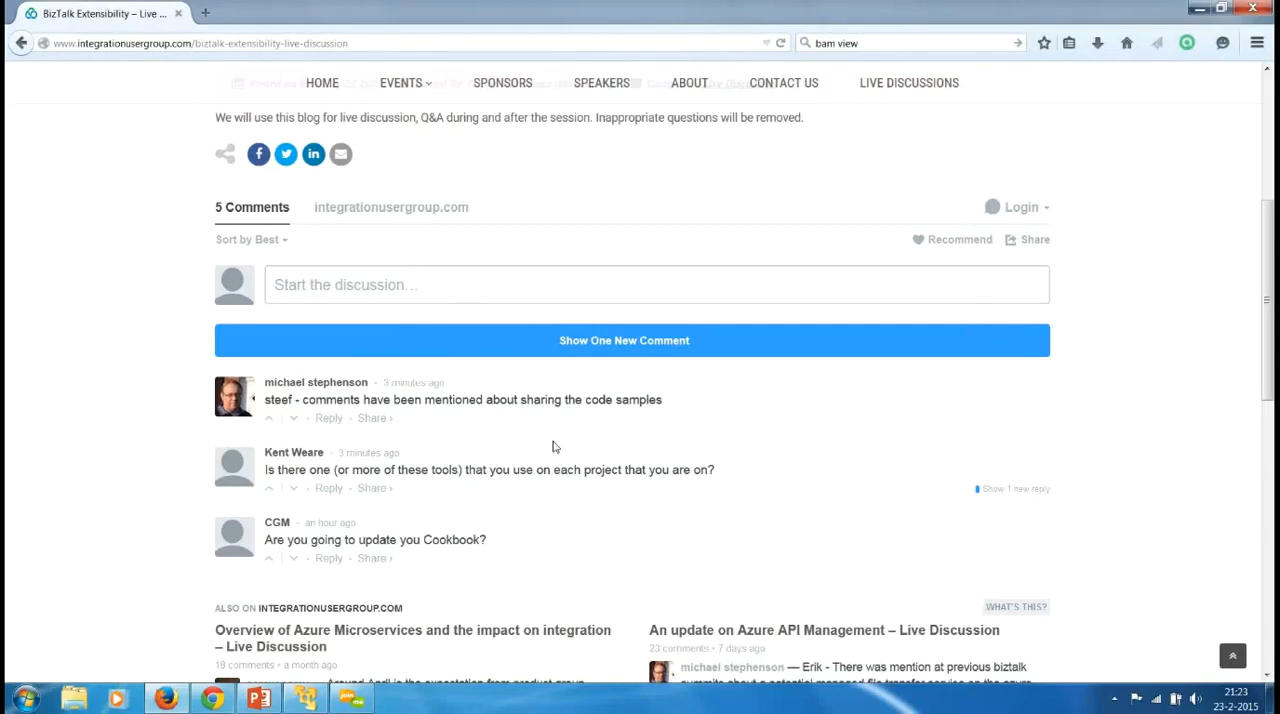 BizTalk Extensibility – Live ...
www.integrationusergroup.com/biztalk-extensibility-live-discussion
bam view
HOME EVENTS SPONSORS SPEAKERS ABOUT CONTACT US LIVE DISCUSSIONS
We will use this blog for live discussion, Q&A during and after the session. Inappropriate questions will be removed.
5 Comments integrationusergroup.com Login
Sort by Best Recommend Share
Start the discussion…
Show One New Comment
michael stephenson · 3 minutes ago
steef - comments have been mentioned about sharing the code samples
Reply · Share ›
Kent Weare · 3 minutes ago
Is there one (or more of these tools) that you use on each project that you are on?
Reply · Share ›
Show 1 new reply
CGM · an hour ago
Are you going to update you Cookbook?
Reply · Share ›
ALSO ON INTEGRATIONUSERGROUP.COM WHAT'S THIS?
Overview of Azure Microservices and the impact on integration
– Live Discussion
18 comments · a month ago
An update on Azure API Management – Live Discussion
23 comments · 7 days ago
michael stephenson — Erik - There was mention at previous biztalk
21:23
23-2-2015